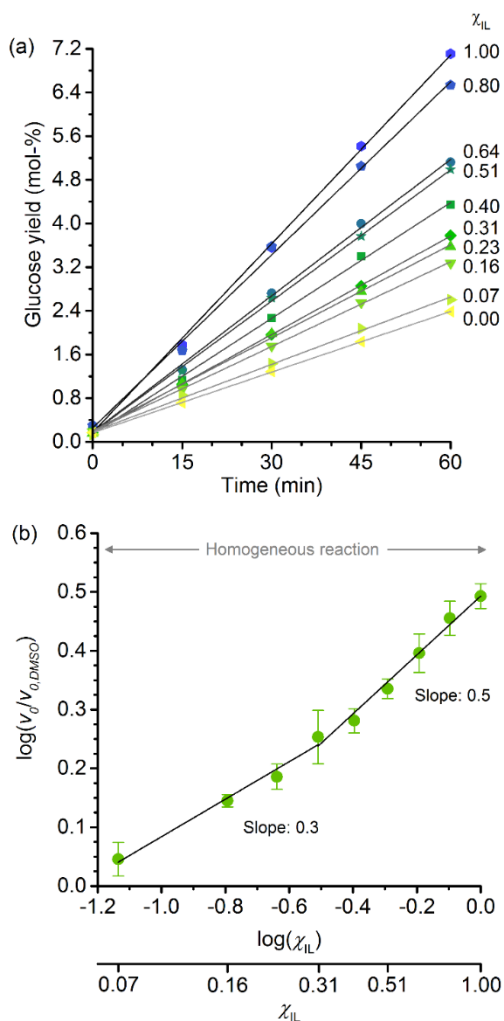 (a)
χIL
7.2
1.00
6.4
0.80
5.6
0.64
4.8
0.51
4.0
0.40
3.2
0.31
0.23
2.4
0.16
1.6
0.07
0.8
0.00
0.0
Glucose yield (mol-%)
0 15 30 45 60
Time (min)
(b)
0.6
Homogeneous reaction
0.5
0.4
0.3
Slope: 0.5
0.2
Slope: 0.3
0.1
0.0
log(v0/v0,DMSO)
-1.2 -1.0 -0.8 -0.6 -0.4 -0.2 0.0
log(χIL)
0.07 0.16 0.31 0.51 1.00
χIL